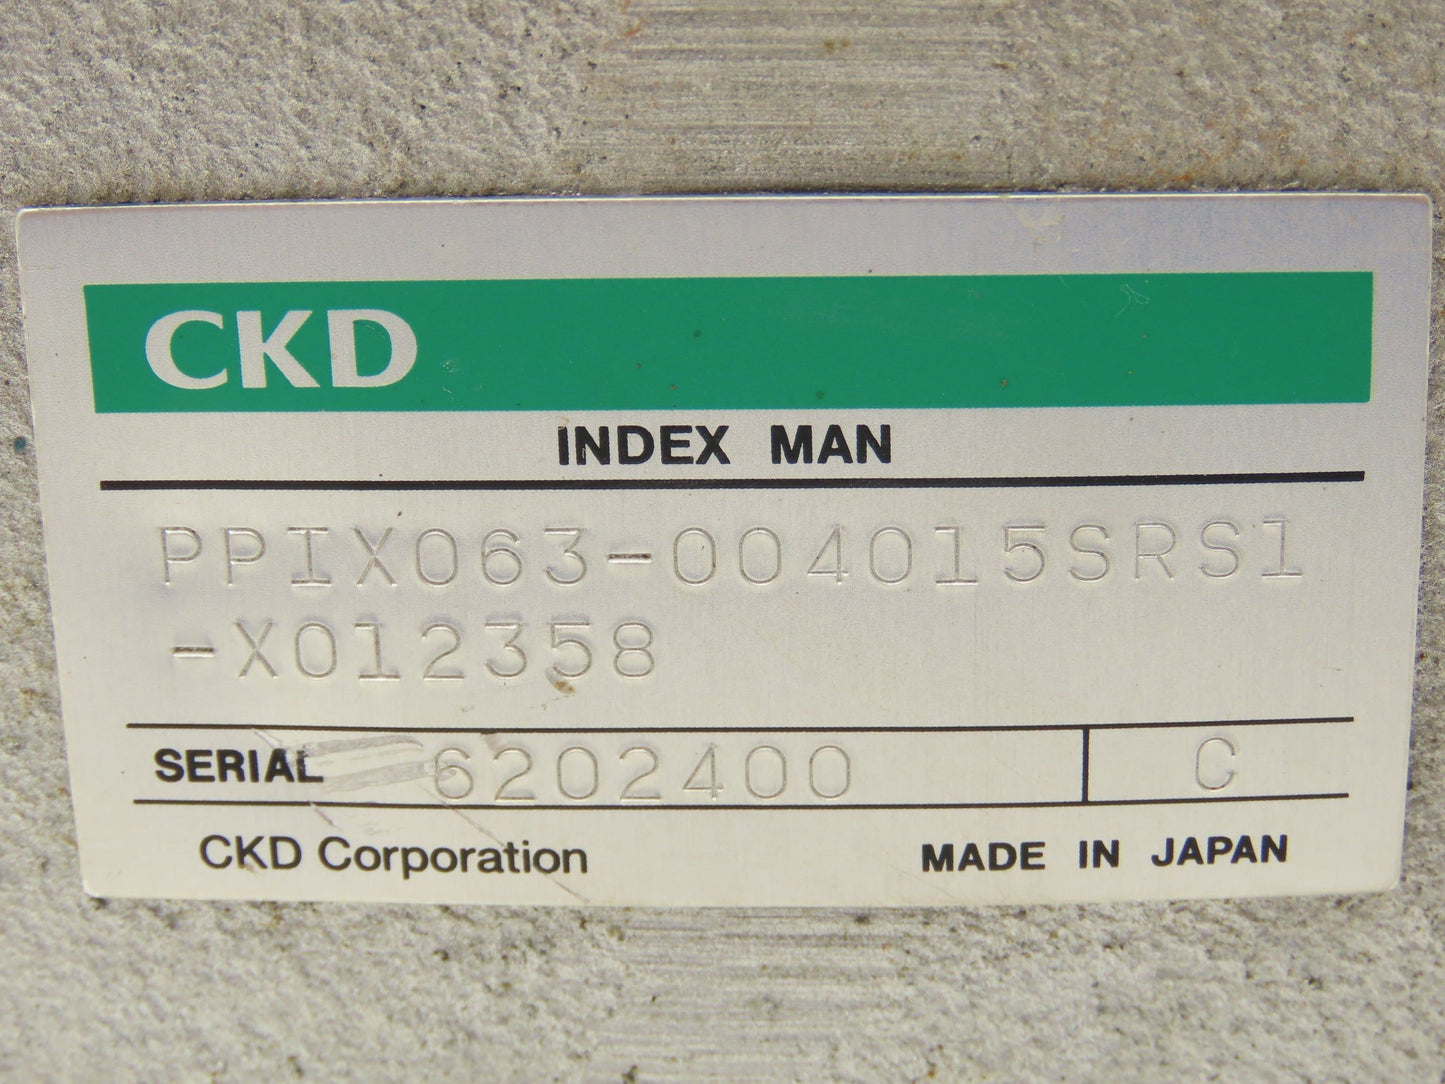 CKD
INDEX MAN
PPIX063-004015SRS1
-X012358
SERIAL 6202400 C
CKD Corporation MADE IN JAPAN